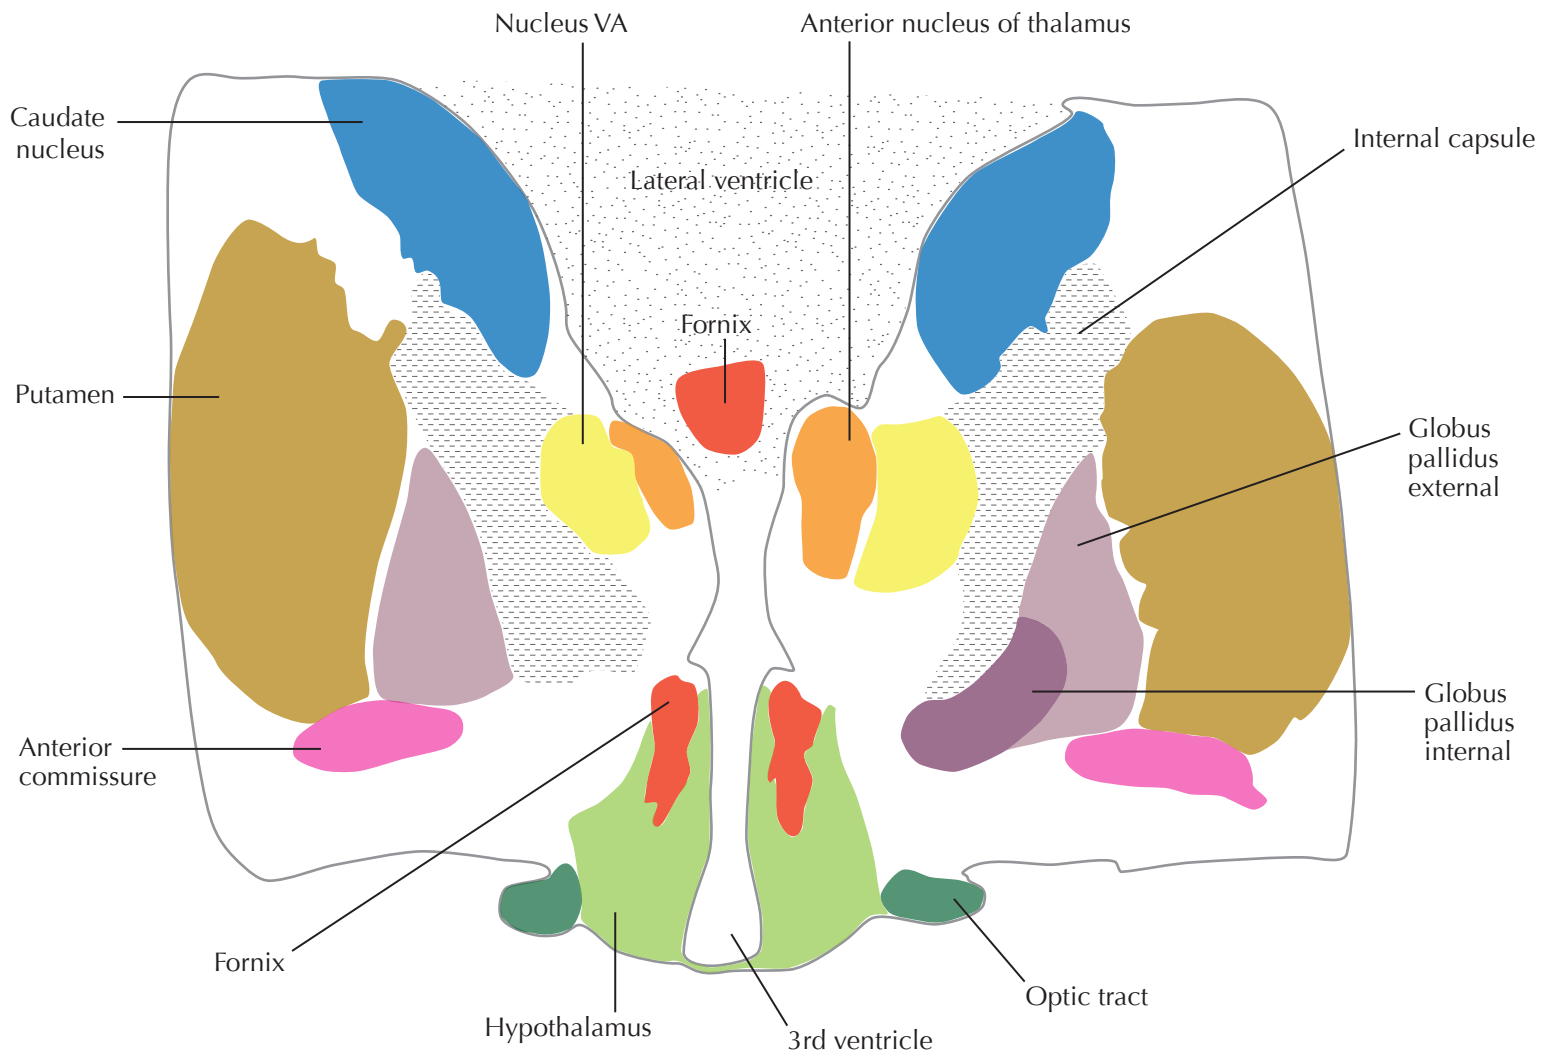 Nucleus VA
Anterior nucleus of thalamus
Caudate
nucleus
Internal capsule
Lateral ventricle
Fornix
Putamen
Globus
pallidus
external
Globus
pallidus
internal
Anterior
commissure
Fornix
Optic tract
Hypothalamus
3rd ventricle